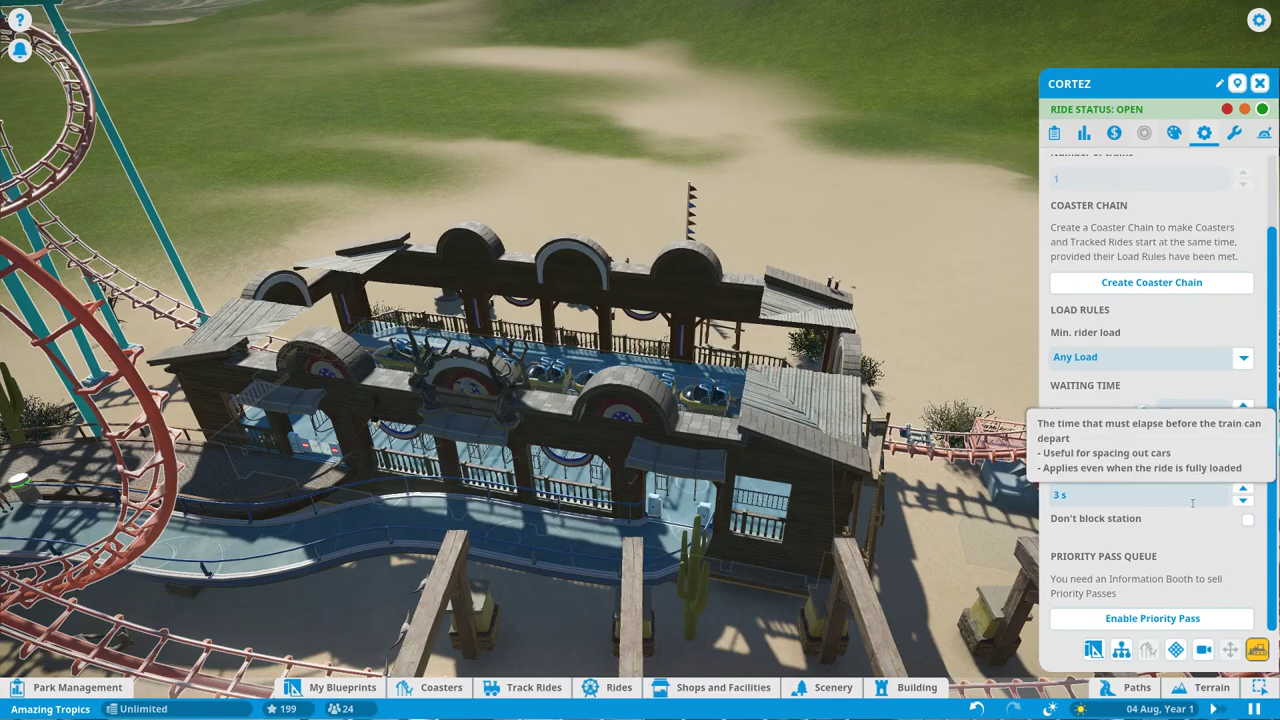 ?
CORTEZ
RIDE STATUS: OPEN
1
COASTER CHAIN
Create a Coaster Chain to make Coasters
and Tracked Rides start at the same time,
provided their Load Rules have been met.
Create Coaster Chain
LOAD RULES
Min. rider load
Any Load
WAITING TIME
The time that must elapse before the train can
depart
- Useful for spacing out cars
- Applies even when the ride is fully loaded
3 s
Don't block station
PRIORITY PASS QUEUE
You need an Information Booth to sell
Priority Passes
Enable Priority Pass
Park Management
My Blueprints
Coasters
Track Rides
Rides
Shops and Facilities
Scenery
Building
Paths
Terrain
Amazing Tropics
Unlimited
199
24
04 Aug, Year 1